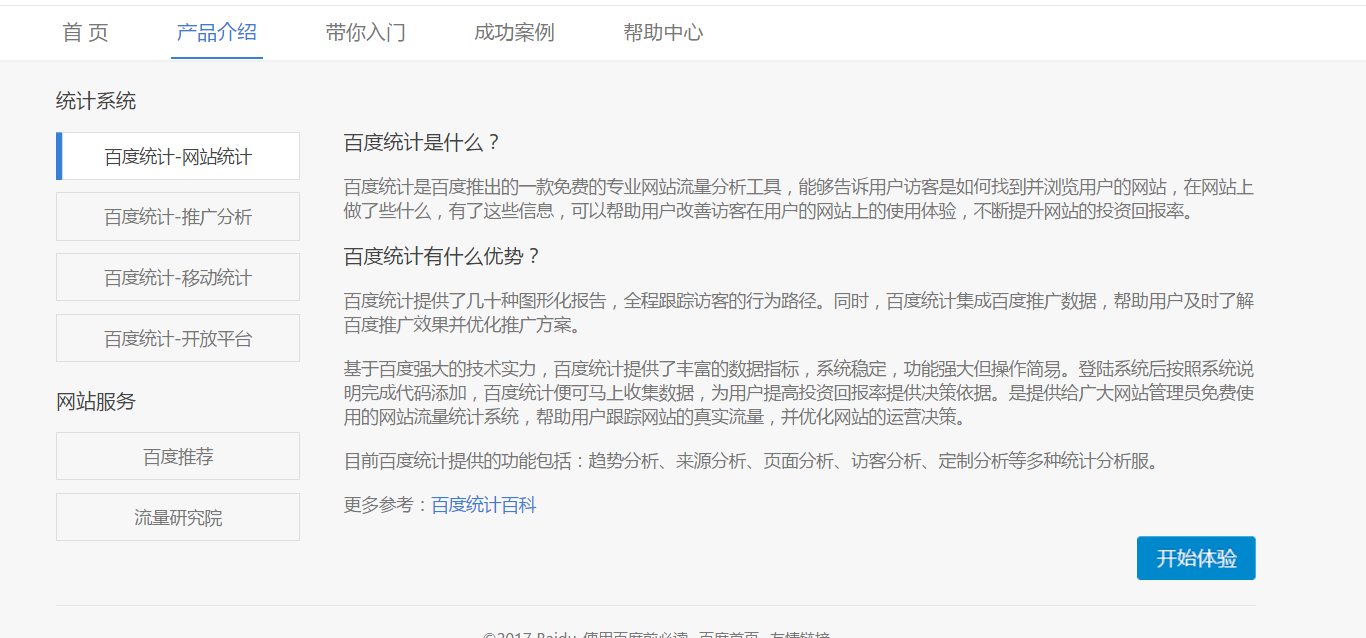 首 页 产品介绍 带你入门 成功案例 帮助中心
统计系统
百度统计-网站统计
百度统计-推广分析
百度统计-移动统计
百度统计-开放平台
网站服务
百度推荐
流量研究院
百度统计是什么？
百度统计是百度推出的一款免费的专业网站流量分析工具，能够告诉用户访客是如何找到并浏览用户的网站，在网站上
做了些什么，有了这些信息，可以帮助用户改善访客在用户的网站上的使用体验，不断提升网站的投资回报率。
百度统计有什么优势？
百度统计提供了几十种图形化报告，全程跟踪访客的行为路径。同时，百度统计集成百度推广数据，帮助用户及时了解
百度推广效果并优化推广方案。
基于百度强大的技术实力，百度统计提供了丰富的数据指标，系统稳定，功能强大但操作简易。登陆系统后按照系统说
明完成代码添加，百度统计便可马上收集数据，为用户提高投资回报率提供决策依据。是提供给广大网站管理员免费使
用的网站流量统计系统，帮助用户跟踪网站的真实流量，并优化网站的运营决策。
目前百度统计提供的功能包括：趋势分析、来源分析、页面分析、访客分析、定制分析等多种统计分析服。
更多参考：百度统计百科
开始体验
©2017 Baidu 使用百度前必读 百度首页 友情链接